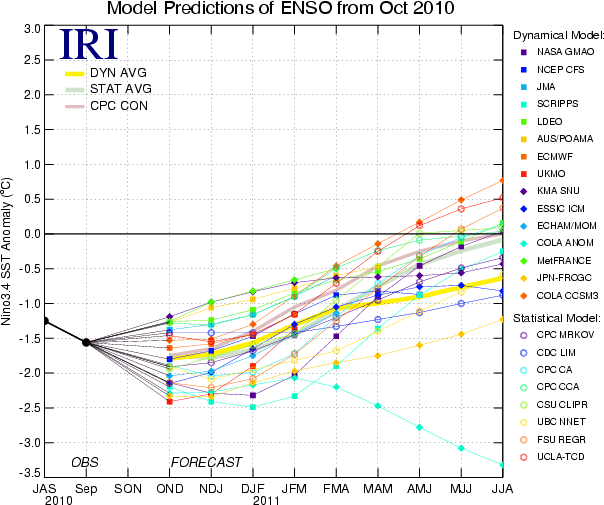 Model Predictions of ENSO from Oct 2010
3.0
2.5
2.0
1.5
1.0
0.5
0.0
-0.5
-1.0
-1.5
-2.0
-2.5
-3.0
-3.5
Nino3.4 SST Anomaly (°C)
IRI
DYN AVG
STAT AVG
CPC CON
OBS
FORECAST
JAS
Sep
SON
OND
NDJ
DJF
JFM
FMA
MAM
AMJ
MJJ
JJA
2010
2011
Dynamical Model:
NASA GMAO
NCEP CFS
JMA
SCRIPPS
LDEO
AUS/POAMA
ECMWF
UKMO
KMA SNU
ESSIC ICM
ECHAM/MOM
COLA ANOM
MetFRANCE
JPN-FRCGC
COLA CCSM3
Statistical Model:
CPC MRKOV
CDC LIM
CPC CA
CPC CCA
CSU CLIPR
UBC NNET
FSU REGR
UCLA-TCD